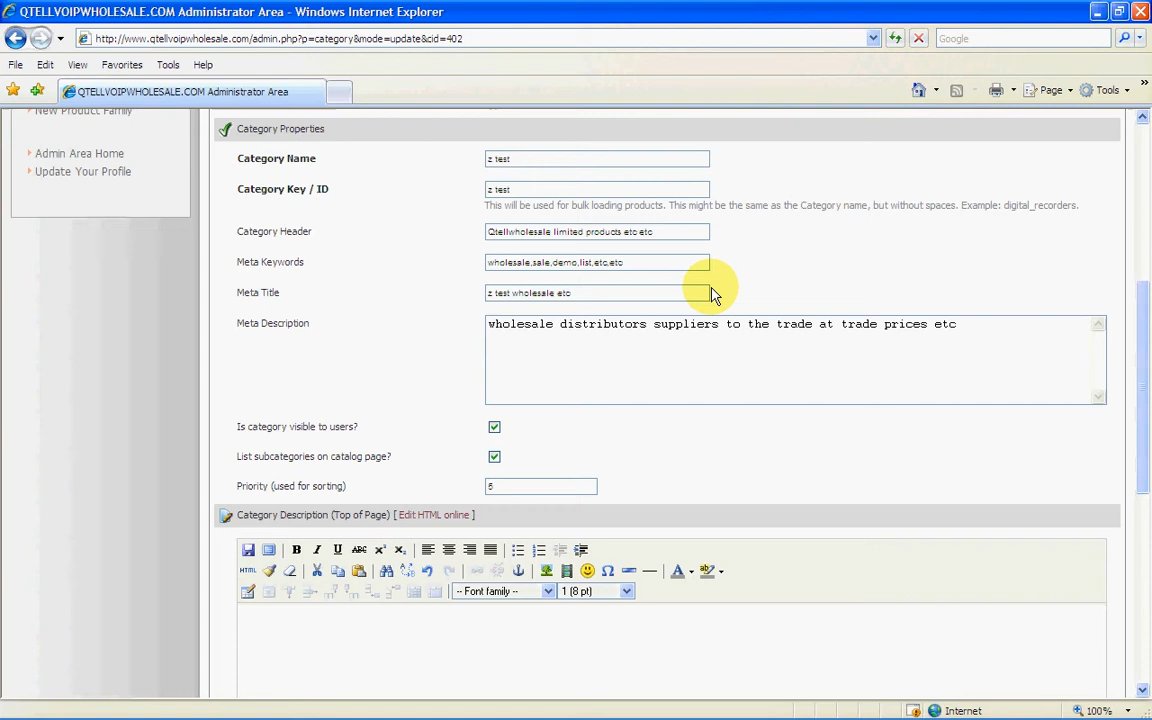 QTELLVOIPWHOLESALE.COM Administrator Area - Windows Internet Explorer
http://www.qtellvoipwholesale.com/admin.php?p=category&mode=update&cid=402
Google
File Edit View Favorites Tools Help
QTELLVOIPWHOLESALE.COM Administrator Area
Page Tools
New Product Family
Category Properties
Admin Area Home
Update Your Profile
Category Name z test
Category Key / ID z test
This will be used for bulk loading products. This might be the same as the Category name, but without spaces. Example: digital_recorders.
Category Header Qtellwholesale limited products etc etc
Meta Keywords wholesale,sale,demo,list,etc,etc
Meta Title z test wholesale etc
Meta Description wholesale distributors suppliers to the trade at trade prices etc
Is category visible to users?
List subcategories on catalog page?
Priority (used for sorting) 5
Category Description (Top of Page) [ Edit HTML online ]
B I U ABC x² x₂
HTML Ω A ab
-- Font family -- 1 (8 pt)
Internet 100%